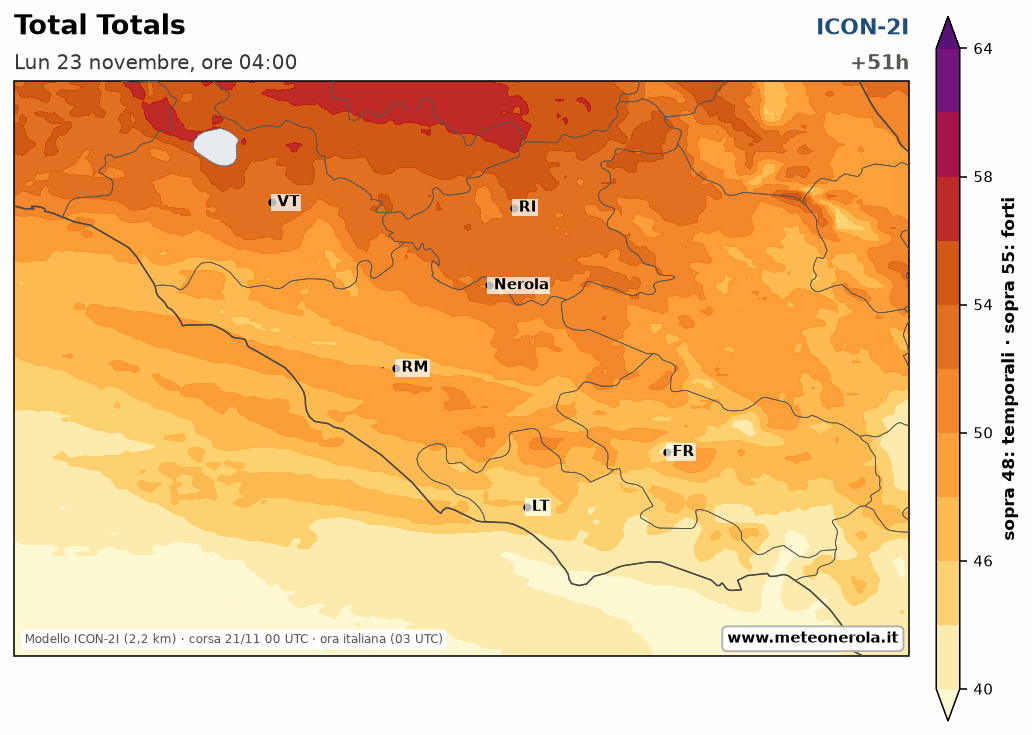 Total Totals
ICON-2I
Lun 23 novembre, ore 04:00
+51h
64
58
54
50
46
40
sopra 48: temporali · sopra 55: forti
VT
RI
Nerola
RM
FR
LT
Modello ICON-2I (2,2 km) · corsa 21/11 00 UTC · ora italiana (03 UTC)
www.meteonerola.it